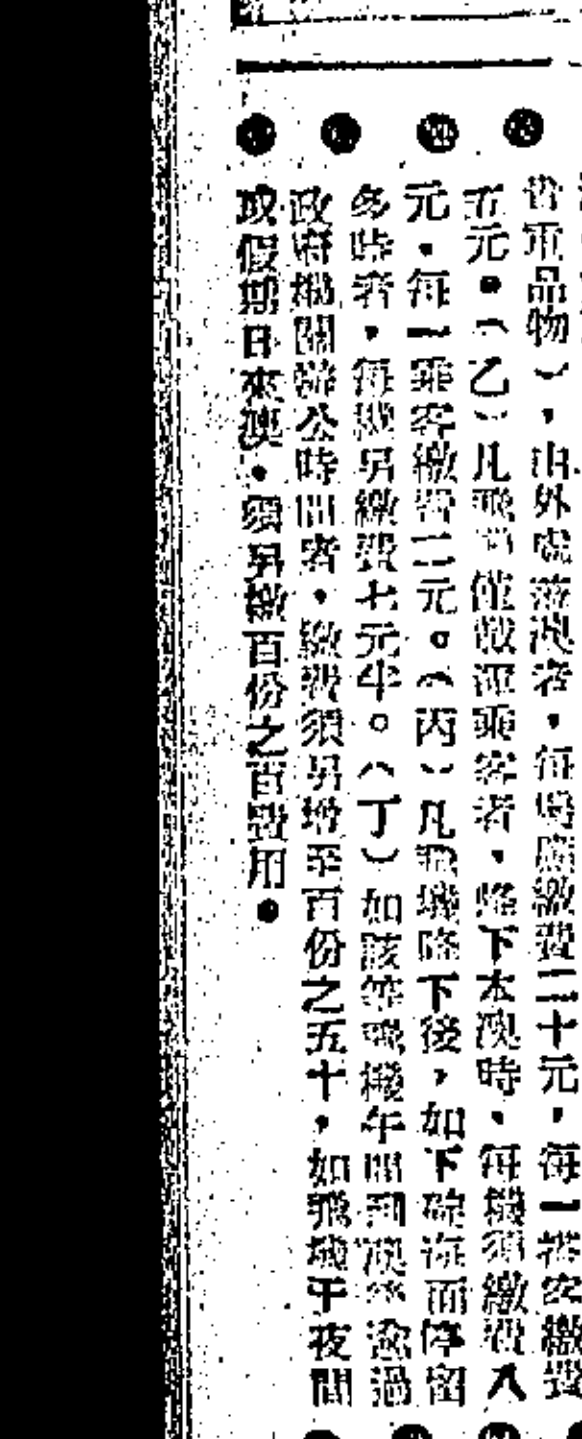 貴重品物），由外處落澳者，每場應繳費二十元，每一搭客繳費
五元。（乙）凡飛機僅載運乘客者，降下本澳時，每機須繳費八
元，每一乘客繳費二元。（丙）凡飛機降下後，如下碇海面停留
多時者，每機另繳費七元半。（丁）如該等飛機午間到澳，逾過
政府機關辦公時間者，繳費須另增至百份之五十，如飛機于夜間
或假期日來澳，須另繳百份之百費用。